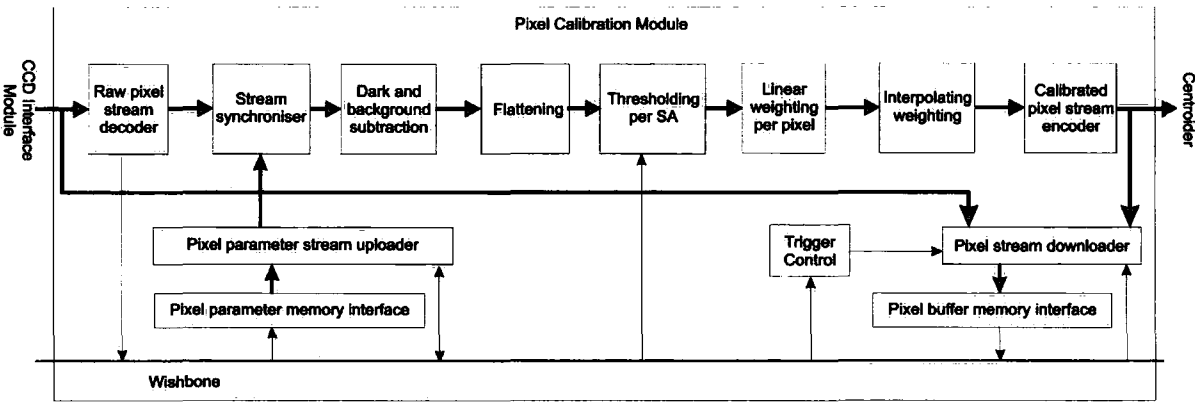 Pixel Calibration Module
CCD Interface
Module
Raw pixel
stream
decoder
Stream
synchroniser
Dark and
background
subtraction
Flattening
Thresholding
per SA
Linear
weighting
per pixel
Interpolating
weighting
Calibrated
pixel stream
encoder
Centroider
Pixel parameter stream uploader
Trigger
Control
Pixel stream downloader
Pixel parameter memory interface
Pixel buffer memory interface
Wishbone